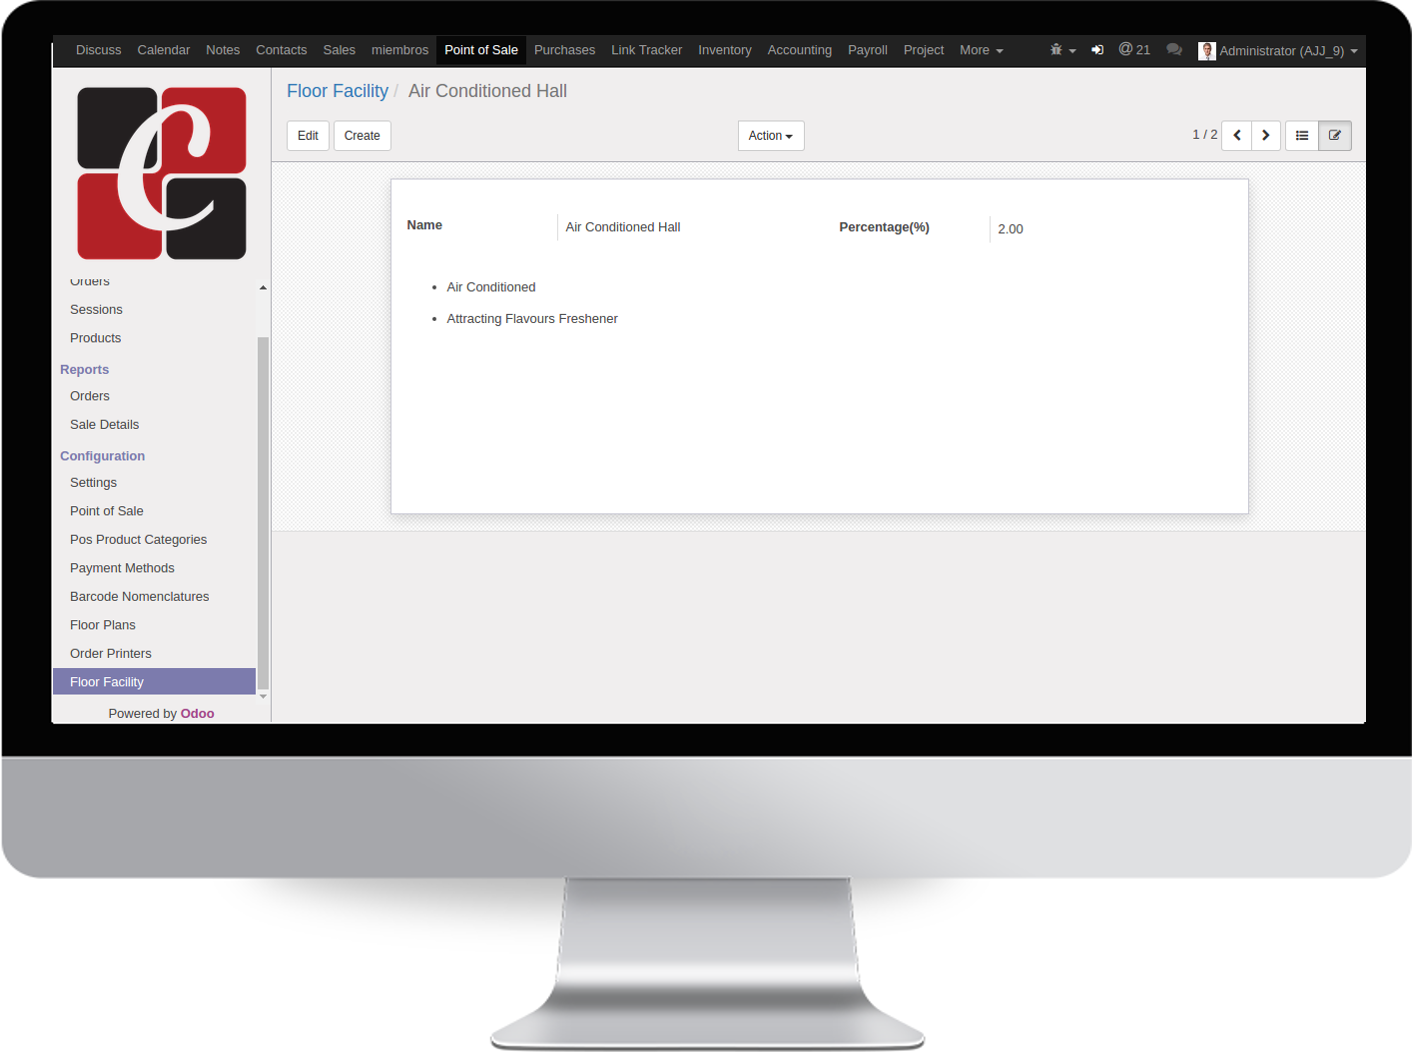 Discuss Calendar Notes Contacts Sales miembros Point of Sale Purchases Link Tracker Inventory Accounting Payroll Project More @ 21 Administrator (AJJ_9)
C
Floor Facility / Air Conditioned Hall
Edit Create Action 1 / 2
Name Air Conditioned Hall Percentage(%) 2.00
Air Conditioned
Attracting Flavours Freshener
Orders
Sessions
Products
Reports
Orders
Sale Details
Configuration
Settings
Point of Sale
Pos Product Categories
Payment Methods
Barcode Nomenclatures
Floor Plans
Order Printers
Floor Facility
Powered by Odoo